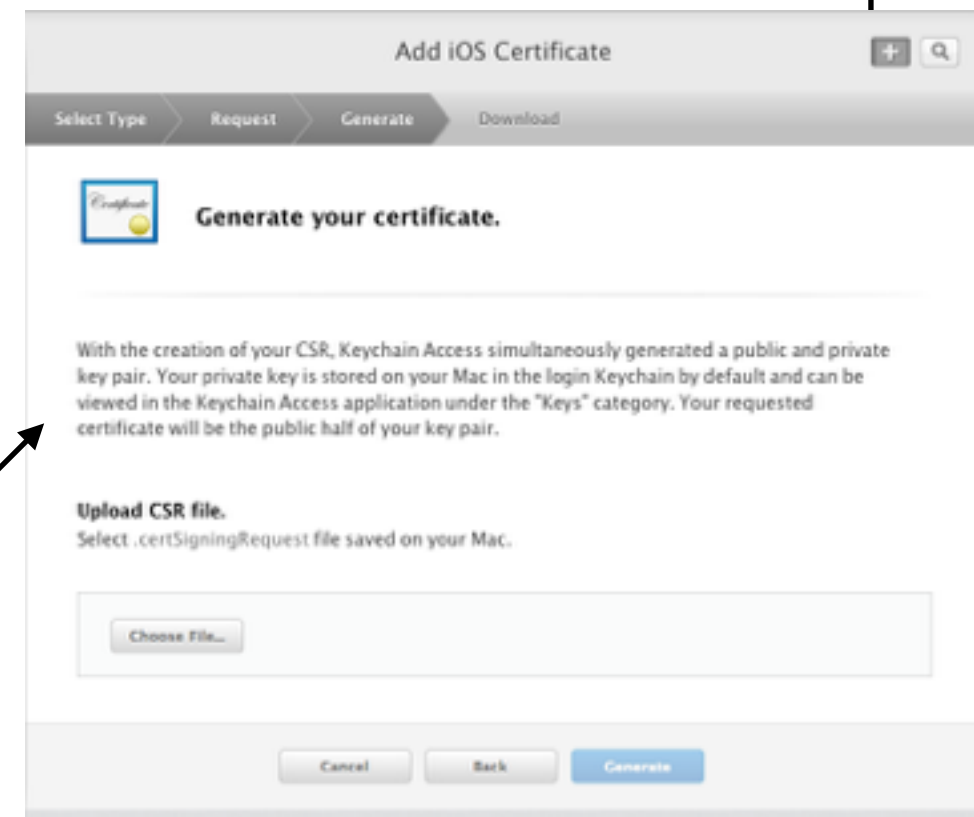 Add iOS Certificate
Select Type Request Generate Download
Certificate
Generate your certificate.
With the creation of your CSR, Keychain Access simultaneously generated a public and private
key pair. Your private key is stored on your Mac in the login Keychain by default and can be
viewed in the Keychain Access application under the "Keys" category. Your requested
certificate will be the public half of your key pair.
Upload CSR file.
Select .certSigningRequest file saved on your Mac.
Choose File...
Cancel Back Generate